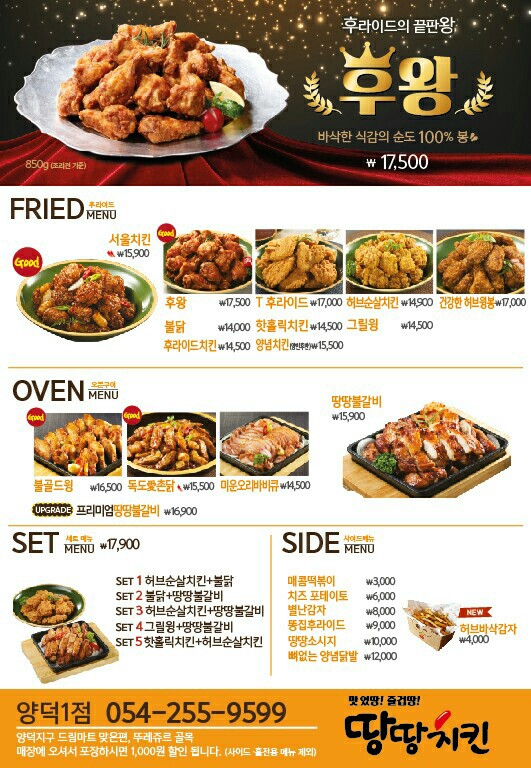 후라이드의 끝판왕
후왕
바삭한 식감의 순도 100% 봉
850g (조리전 기준)
₩ 17,500
FRIED 후라이드 MENU
Good
서울치킨
₩15,900
Good
후왕 ₩17,500 T 후라이드 ₩17,000 허브순살치킨 ₩14,900 건강한 허브윙봉 ₩17,000
불닭 ₩14,000 핫홀릭치킨 ₩14,500 그릴윙 ₩14,500
후라이드치킨 ₩14,500 양념치킨 ₩15,500
OVEN 오븐구이 MENU
땅땅불갈비
₩15,900
Good
Good
불골드윙 ₩16,500 독도愛촌닭 ₩15,500 미운오리바비큐 ₩14,500
UPGRADE 프리미엄땅땅불갈비 ₩16,900
SET 세트 메뉴 MENU ₩17,900
SET 1 허브순살치킨+불닭
SET 2 불닭+땅땅불갈비
SET 3 허브순살치킨+땅땅불갈비
SET 4 그릴윙+땅땅불갈비
SET 5 핫홀릭치킨+허브순살치킨
SIDE 사이드메뉴 MENU
매콤떡볶이 ₩3,000
치즈 포테이토 ₩6,000
별난감자 ₩8,000
똥집후라이드 ₩9,000
땅땅소시지 ₩10,000
뼈없는 양념닭발 ₩12,000
NEW
허브바삭감자
₩4,000
양덕1점 054-255-9599
양덕지구 드림마트 맞은편, 뚜레쥬르 골목
매장에 오셔서 포장하시면 1,000원 할인 됩니다. (사이드·홀전용 메뉴 제외)
맛있땅! 즐겁땅!
땅땅치킨